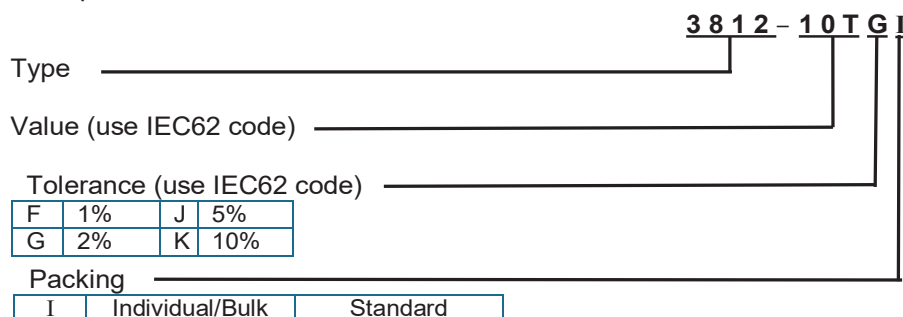 3812-10TGI
Type
Value (use IEC62 code)
Tolerance (use IEC62 code)
F 1% J 5%
G 2% K 10%
Packing
I Individual/Bulk Standard